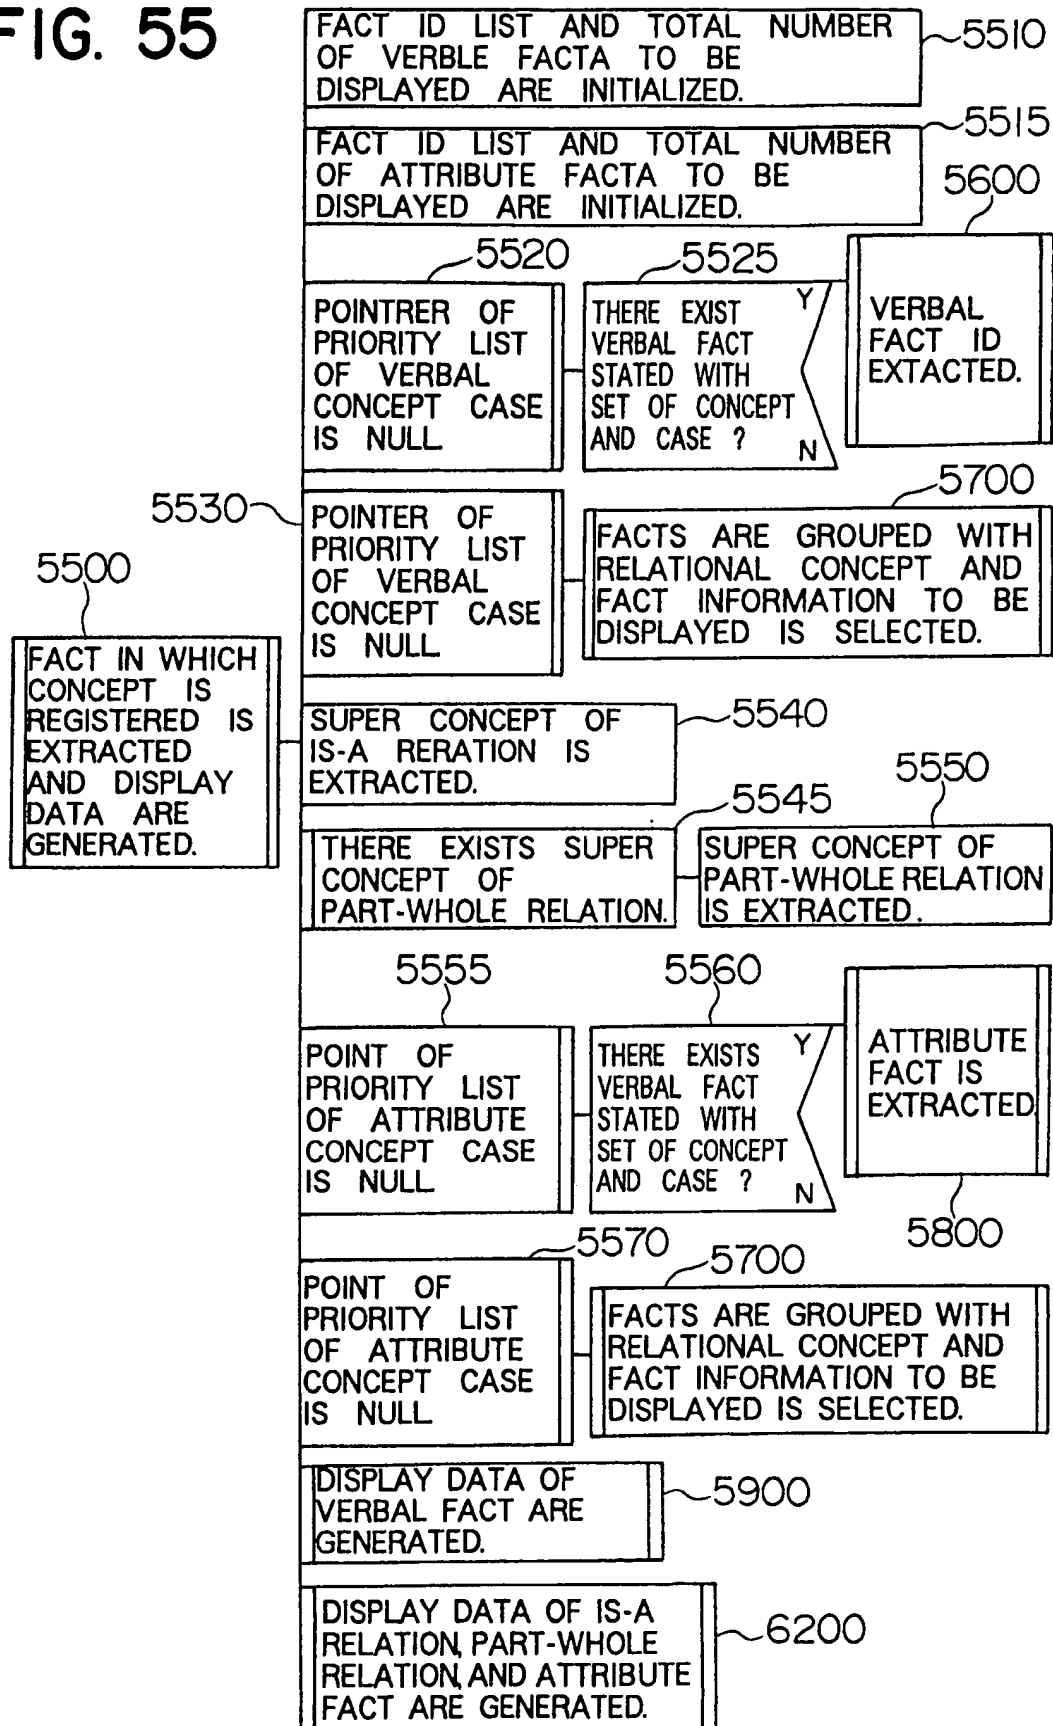 FIG. 55
FACT ID LIST AND TOTAL NUMBER
OF VERBLE FACTA TO BE
DISPLAYED ARE INITIALIZED.
5510
FACT ID LIST AND TOTAL NUMBER
OF ATTRIBUTE FACTA TO BE
DISPLAYED ARE INITIALIZED.
5515
5520
POINTRER OF
PRIORITY LIST
OF VERBAL
CONCEPT CASE
IS NULL
5525
THERE EXIST
VERBAL FACT
STATED WITH
SET OF CONCEPT
AND CASE ?
Y
N
5600
VERBAL
FACT ID
EXTACTED.
5530
POINTER OF
PRIORITY LIST
OF VERBAL
CONCEPT CASE
IS NULL
5700
FACTS ARE GROUPED WITH
RELATIONAL CONCEPT AND
FACT INFORMATION TO BE
DISPLAYED IS SELECTED.
5500
FACT IN WHICH
CONCEPT IS
REGISTERED IS
EXTRACTED
AND DISPLAY
DATA ARE
GENERATED.
SUPER CONCEPT OF
IS-A RERATION IS
EXTRACTED.
5540
5545
THERE EXISTS SUPER
CONCEPT OF
PART-WHOLE RELATION.
5550
SUPER CONCEPT OF
PART-WHOLE RELATION
IS EXTRACTED.
5555
POINT OF
PRIORITY LIST
OF ATTRIBUTE
CONCEPT CASE
IS NULL
5560
THERE EXISTS
VERBAL FACT
STATED WITH
SET OF CONCEPT
AND CASE ?
Y
N
ATTRIBUTE
FACT IS
EXTRACTED
5800
5570
POINT OF
PRIORITY LIST
OF ATTRIBUTE
CONCEPT CASE
IS NULL
5700
FACTS ARE GROUPED WITH
RELATIONAL CONCEPT AND
FACT INFORMATION TO BE
DISPLAYED IS SELECTED.
DISPLAY DATA OF
VERBAL FACT ARE
GENERATED.
5900
DISPLAY DATA OF IS-A
RELATION, PART-WHOLE
RELATION, AND ATTRIBUTE
FACT ARE GENERATED.
6200